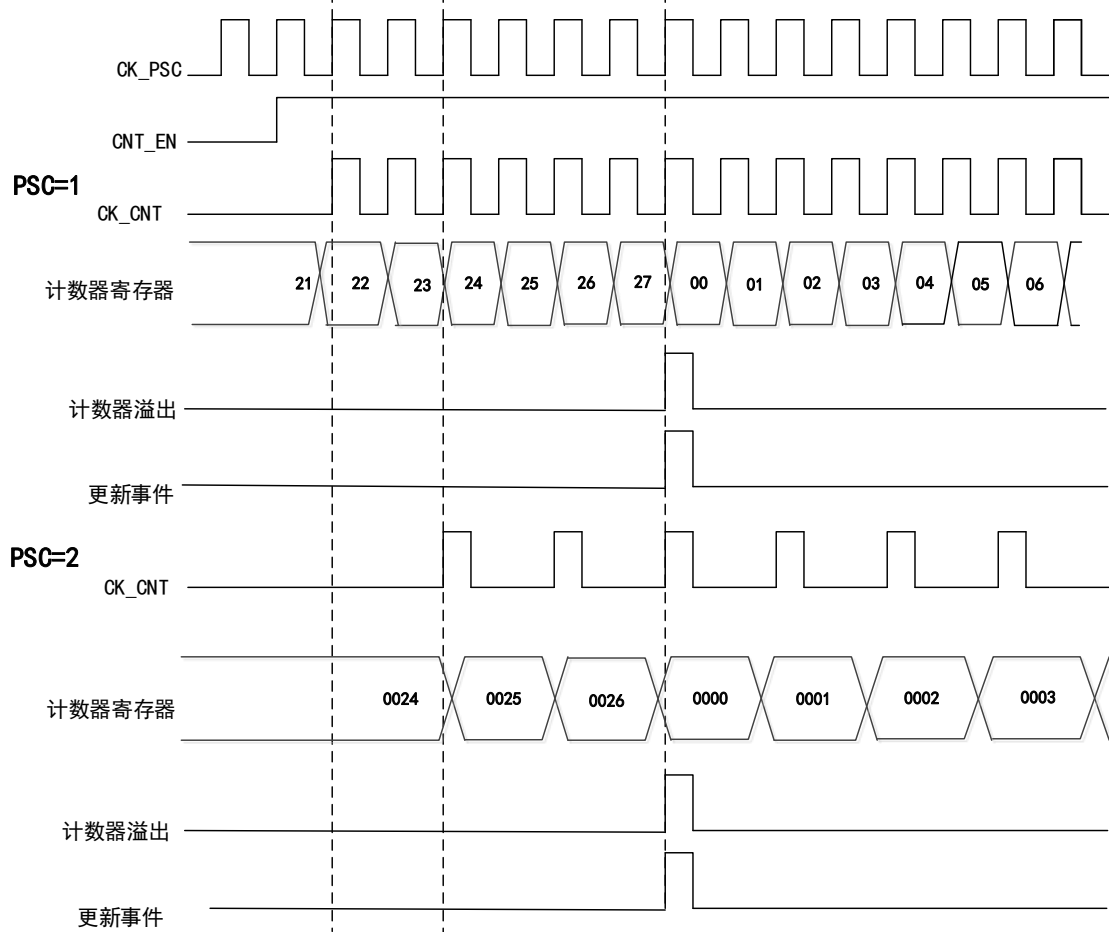 CK_PSC
CNT_EN
PSC=1
CK_CNT
计数器寄存器 21 22 23 24 25 26 27 00 01 02 03 04 05 06
计数器溢出
更新事件
PSC=2
CK_CNT
计数器寄存器 0024 0025 0026 0000 0001 0002 0003
计数器溢出
更新事件